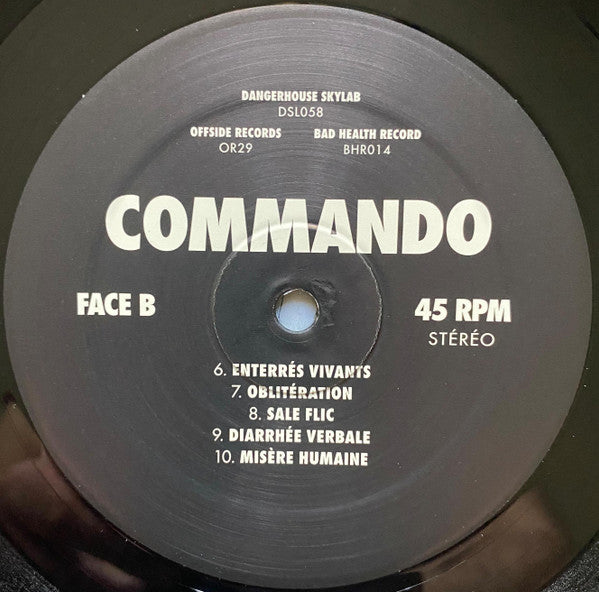 DANGERHOUSE SKYLAB
DSL058
OFFSIDE RECORDS BAD HEALTH RECORD
OR29 BHR014
COMMANDO
FACE B 45 RPM
STÉRÉO
6. ENTERRÉS VIVANTS
7. OBLITÉRATION
8. SALE FLIC
9. DIARRHÉE VERBALE
10. MISÈRE HUMAINE